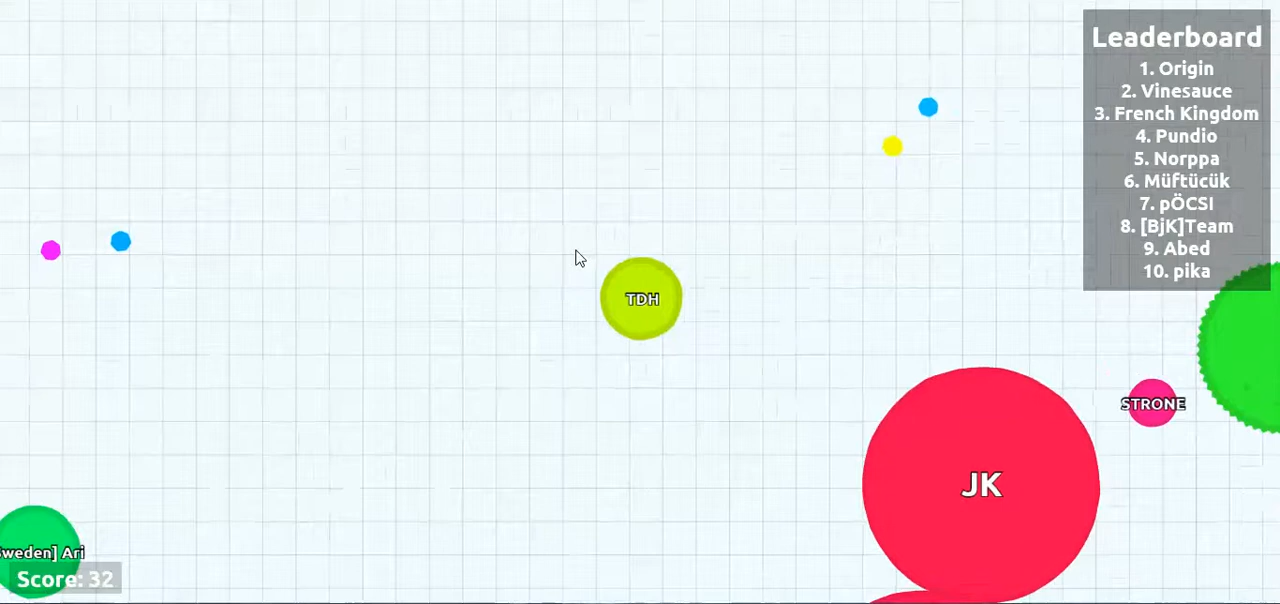 Leaderboard
1. Origin
2. Vinesauce
3. French Kingdom
4. Pundio
5. Norppa
6. Müftücük
7. pÖCSI
8. [BjK]Team
9. Abed
10. pika
TDH
STRONE
JK
weden] Ari
Score: 32